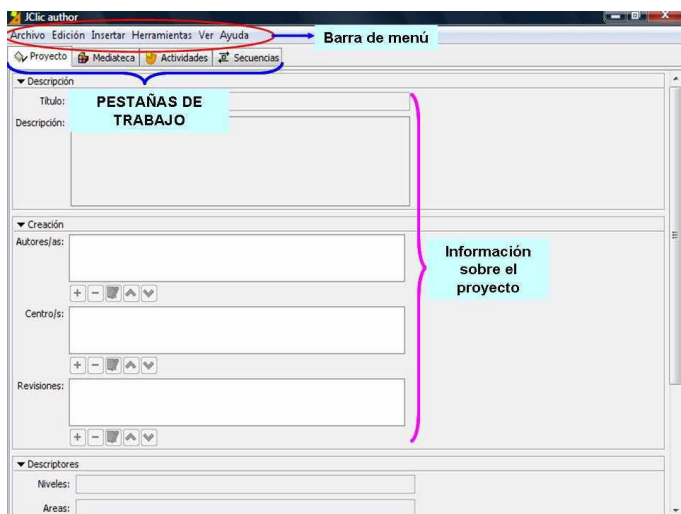 JClic author
Archivo Edición Insertar Herramientas Ver Ayuda
Barra de menú
Proyecto Mediateca Actividades Secuencias
Descripción
Título:
PESTAÑAS DE
TRABAJO
Descripción:
Creación
Autores/as:
Información
sobre el
proyecto
Centro/s:
Revisiones:
Descriptores
Niveles:
Areas: